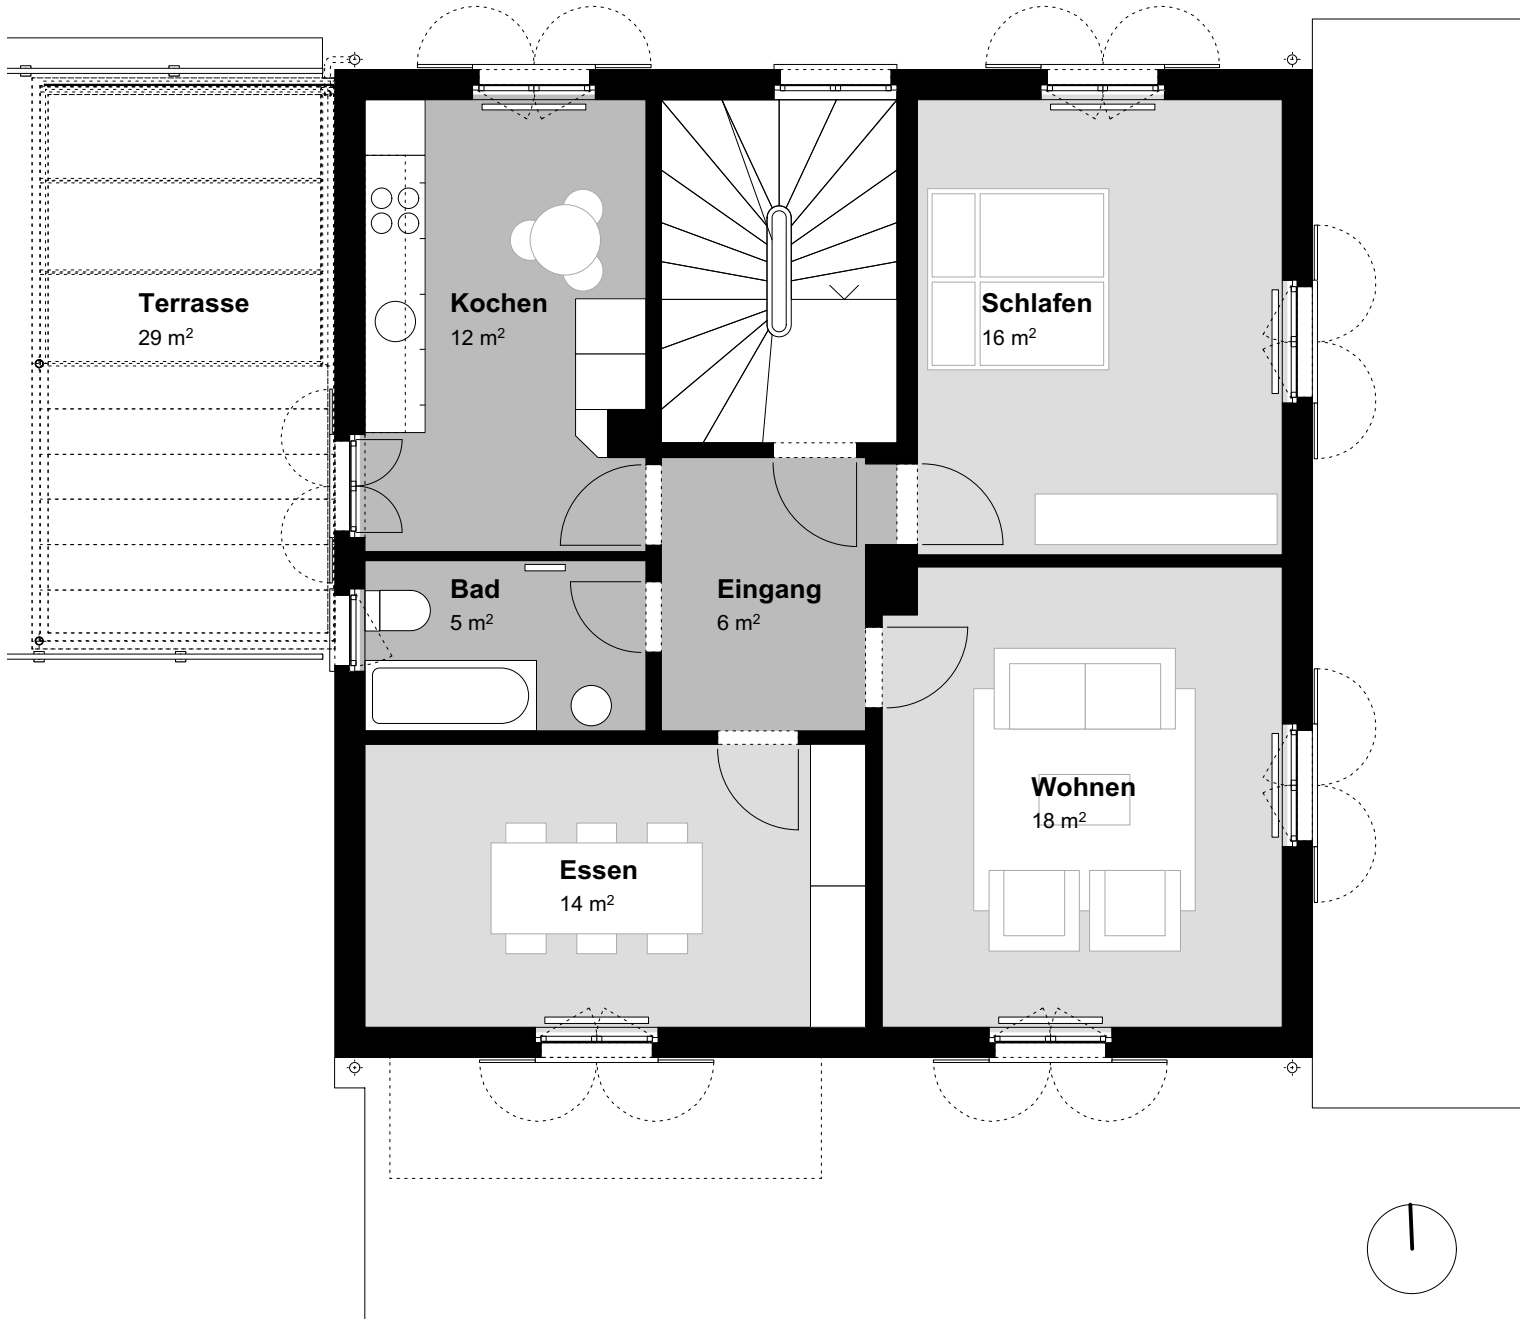 Terrasse
29 m²
Kochen
12 m²
Schlafen
16 m²
Bad
5 m²
Eingang
6 m²
Wohnen
18 m²
Essen
14 m²